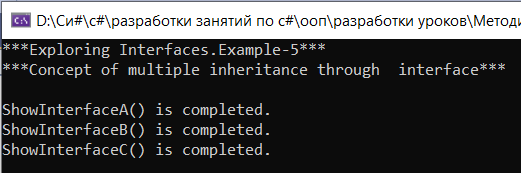 D:\Си#\c#\разработки занятий по c#\ооп\разработки уроков\Методи
***Exploring Interfaces.Example-5***
***Concept of multiple inheritance through  interface***
ShowInterfaceA() is completed.
ShowInterfaceB() is completed.
ShowInterfaceC() is completed.